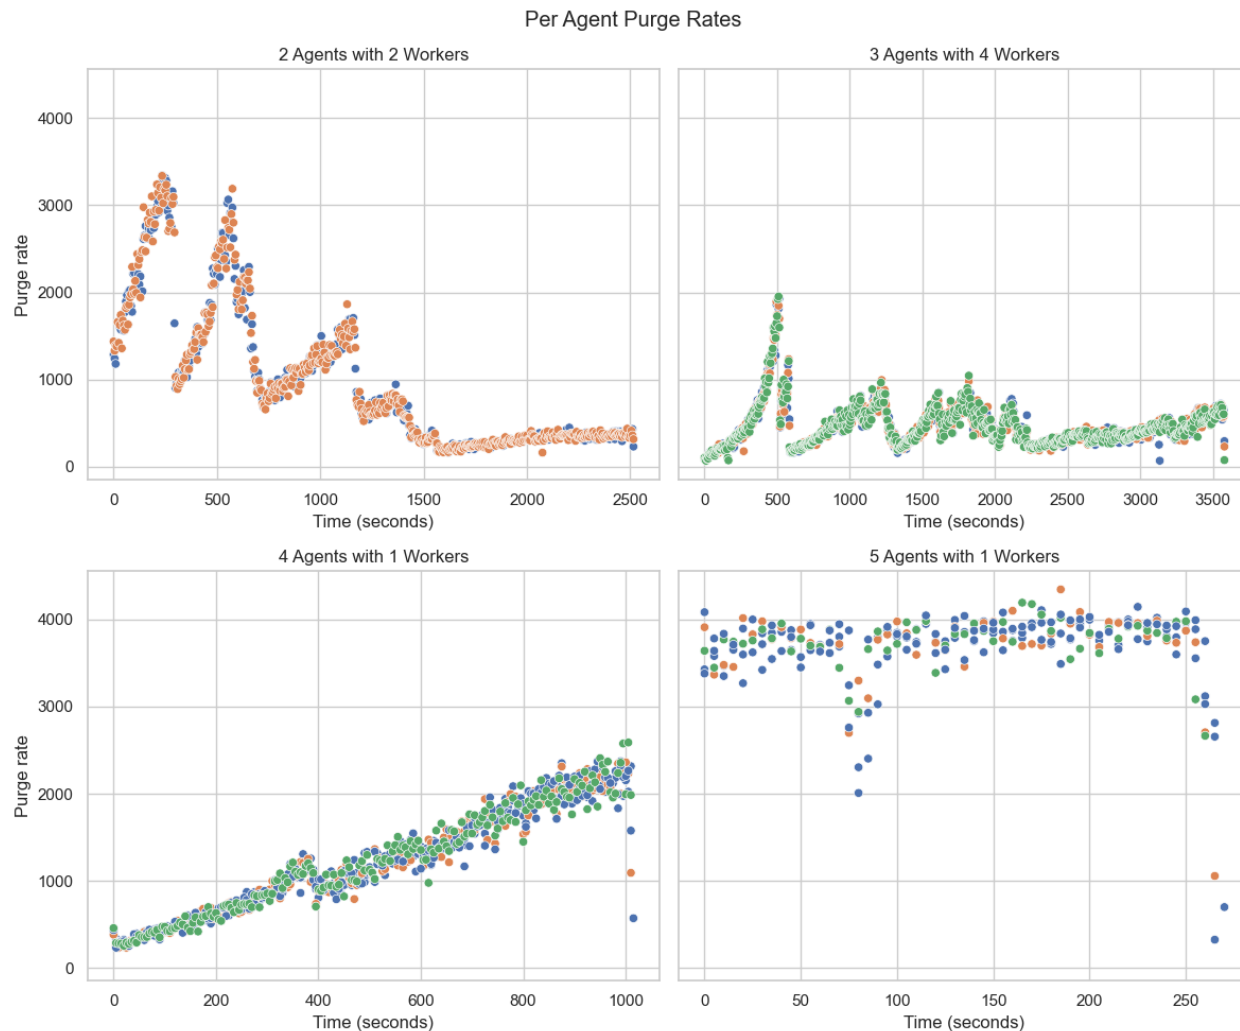 Per Agent Purge Rates
2 Agents with 2 Workers
4000
3000
2000
1000
0
Purge rate
0 500 1000 1500 2000 2500
Time (seconds)
3 Agents with 4 Workers
0 500 1000 1500 2000 2500 3000 3500
Time (seconds)
4 Agents with 1 Workers
4000
3000
2000
1000
0
Purge rate
0 200 400 600 800 1000
Time (seconds)
5 Agents with 1 Workers
0 50 100 150 200 250
Time (seconds)